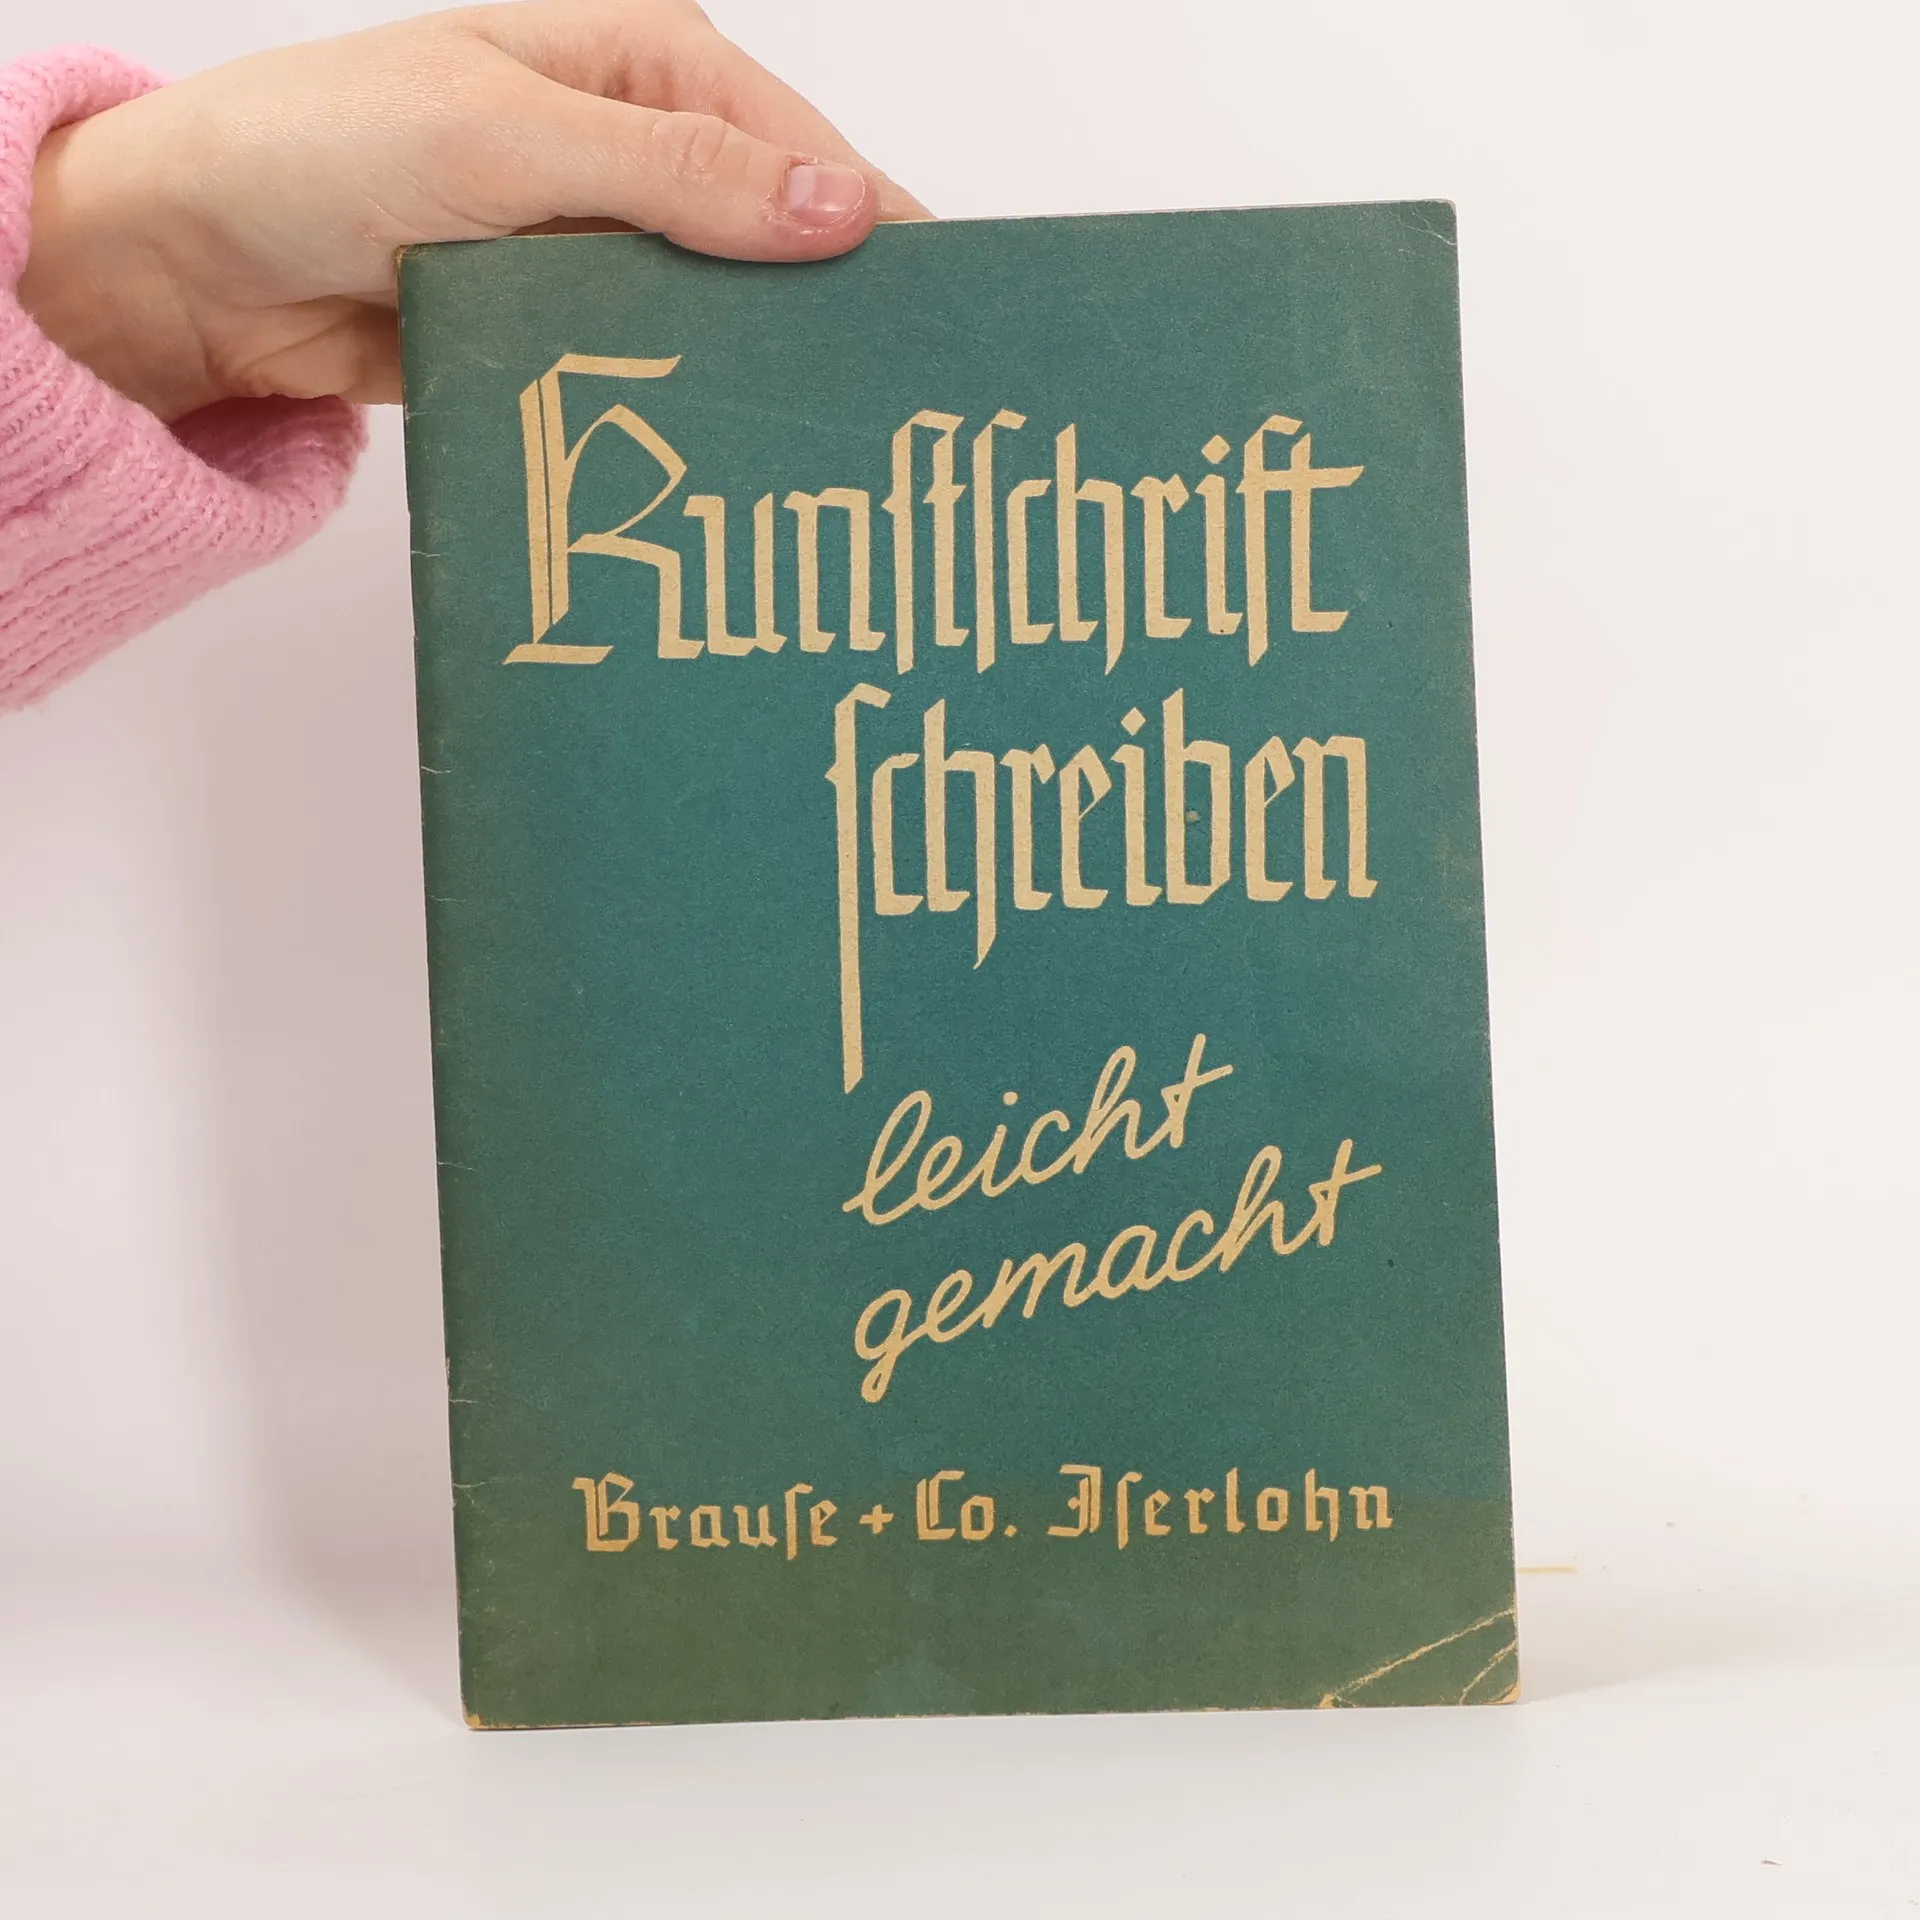 Kunſtſchrift
ſchreiben
leicht
gemacht
Brauſe + Co. Iſerlohn